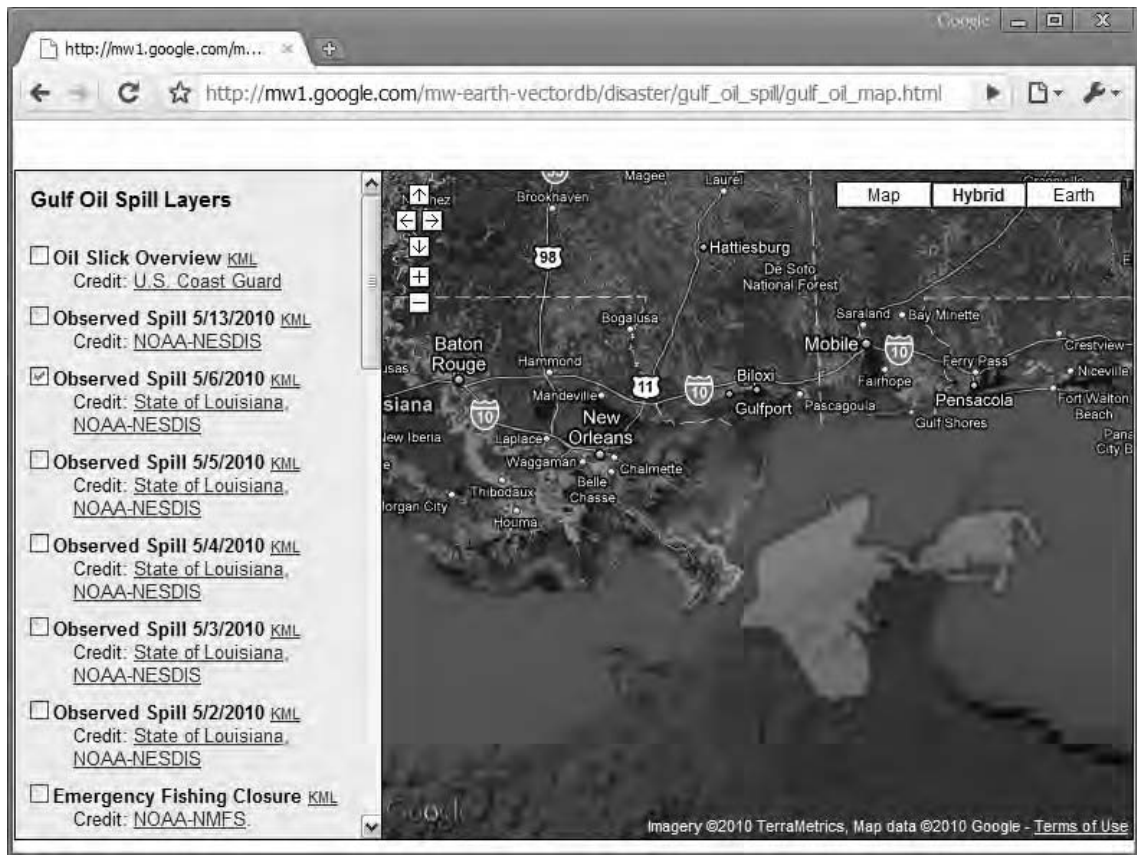 Google
http://mw1.google.com/m...
http://mw1.google.com/mw-earth-vectordb/disaster/gulf_oil_spill/gulf_oil_map.html
Gulf Oil Spill Layers
Oil Slick Overview KML
Credit: U.S. Coast Guard
Observed Spill 5/13/2010 KML
Credit: NOAA-NESDIS
Observed Spill 5/6/2010 KML
Credit: State of Louisiana,
NOAA-NESDIS
Observed Spill 5/5/2010 KML
Credit: State of Louisiana,
NOAA-NESDIS
Observed Spill 5/4/2010 KML
Credit: State of Louisiana,
NOAA-NESDIS
Observed Spill 5/3/2010 KML
Credit: State of Louisiana,
NOAA-NESDIS
Observed Spill 5/2/2010 KML
Credit: State of Louisiana,
NOAA-NESDIS
Emergency Fishing Closure KML
Credit: NOAA-NMFS.
Map
Hybrid
Earth
Magee
Laurel
Brookhaven
98
Hattiesburg
De Soto
National Forest
Bogalusa
Saraland
Bay Minette
Baton
Rouge
Hammond
Mobile
10
Crestview
Ferry Pass
Niceville
Biloxi
Fairhope
Mandeville
11
10
Pensacola
Fort Walton
Beach
siana
10
New
Orleans
Gulfport
Pascagoula
Gulf Shores
New Iberia
Laplace
Pana
City B
Waggaman
Chalmette
Belle
Chasse
Thibodaux
organ City
Houma
Google
Imagery ©2010 TerraMetrics, Map data ©2010 Google - Terms of Use